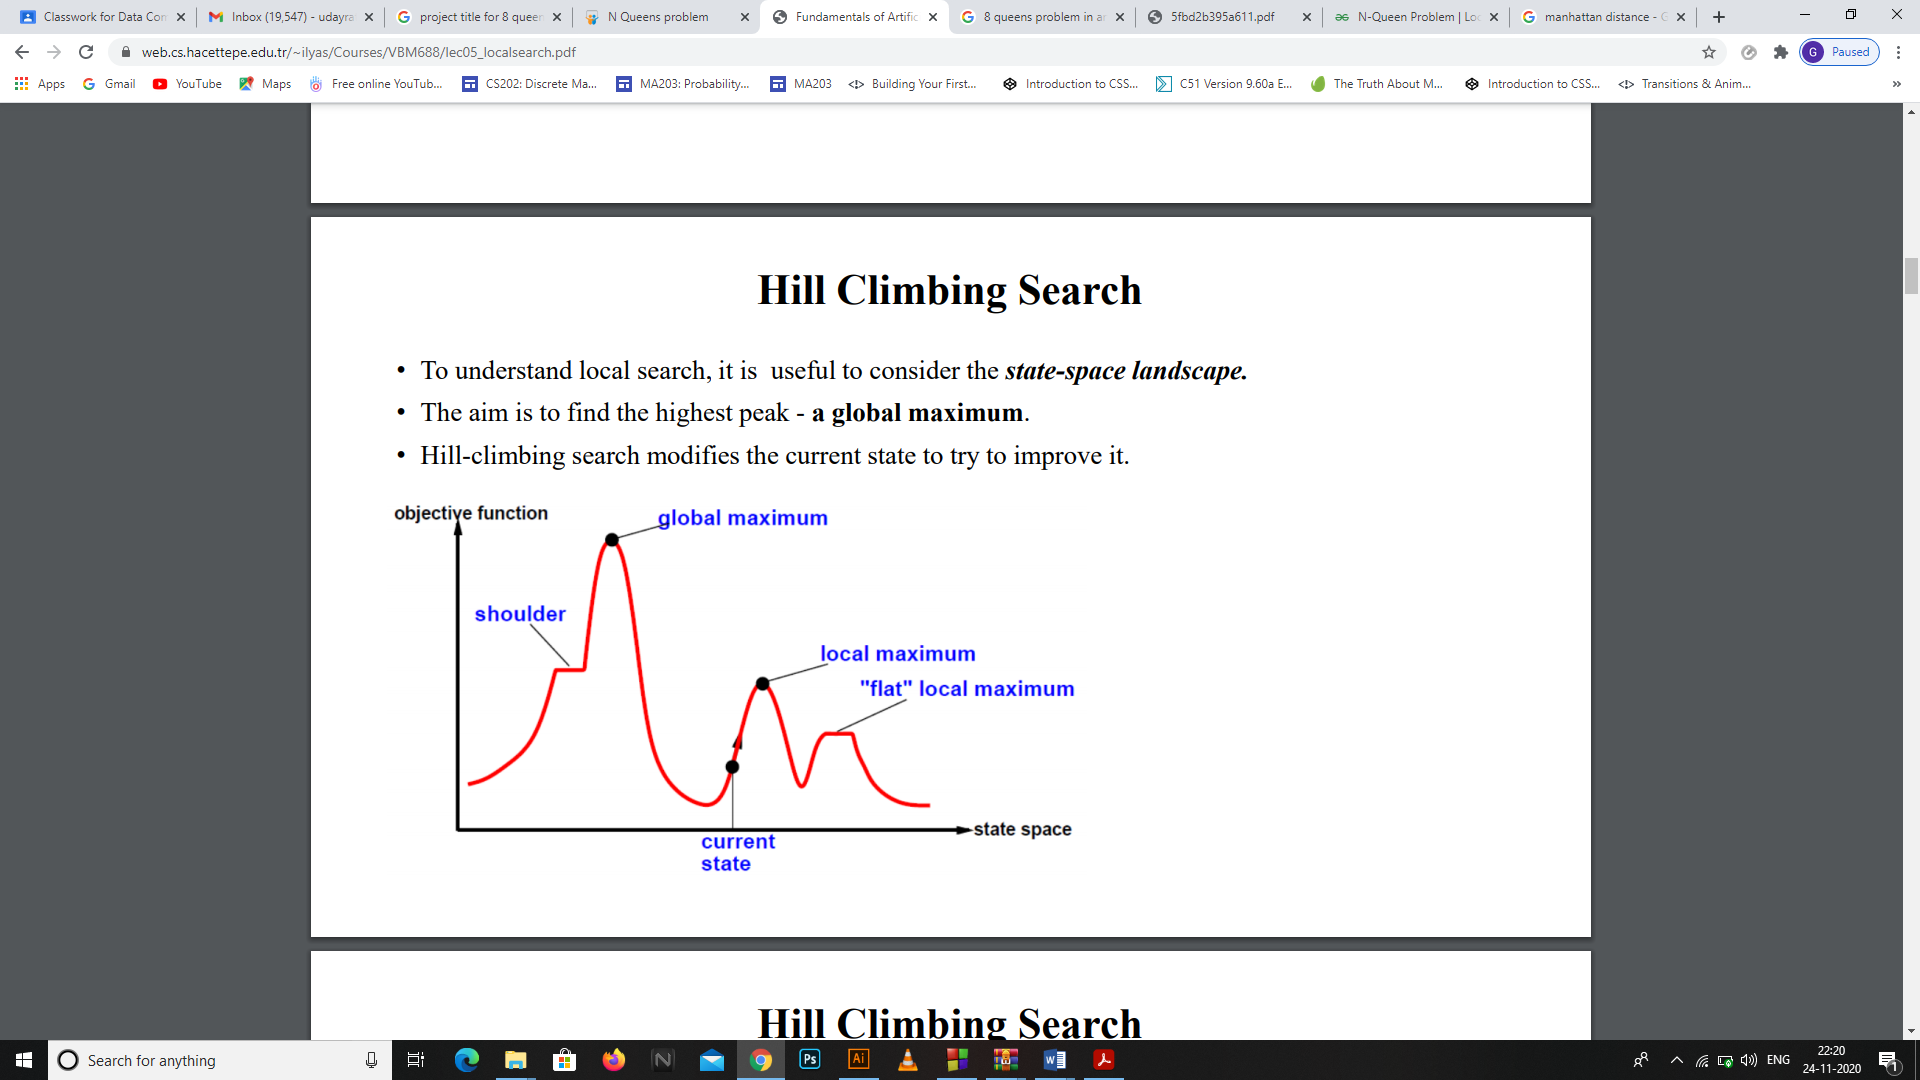 Classwork for Data Con
Inbox (19,547) - udayra
project title for 8 queen
N Queens problem
Fundamentals of Artific
8 queens problem in a
5fbd2b395a611.pdf
N-Queen Problem | Lo
manhattan distance - G
web.cs.hacettepe.edu.tr/~ilyas/Courses/VBM688/lec05_localsearch.pdf
G
Paused
Apps
Gmail
YouTube
Maps
Free online YouTub...
CS202: Discrete Ma...
MA203: Probability...
MA203
Building Your First...
Introduction to CSS...
C51 Version 9.60a E...
The Truth About M...
Introduction to CSS...
Transitions & Anim...
»
Hill Climbing Search
• To understand local search, it is useful to consider the state-space landscape.
• The aim is to find the highest peak - a global maximum.
• Hill-climbing search modifies the current state to try to improve it.
objective function
global maximum
shoulder
local maximum
"flat" local maximum
state space
current
state
Hill Climbing Search
Search for anything
Ps
Ai
ENG
22:20
24-11-2020
1